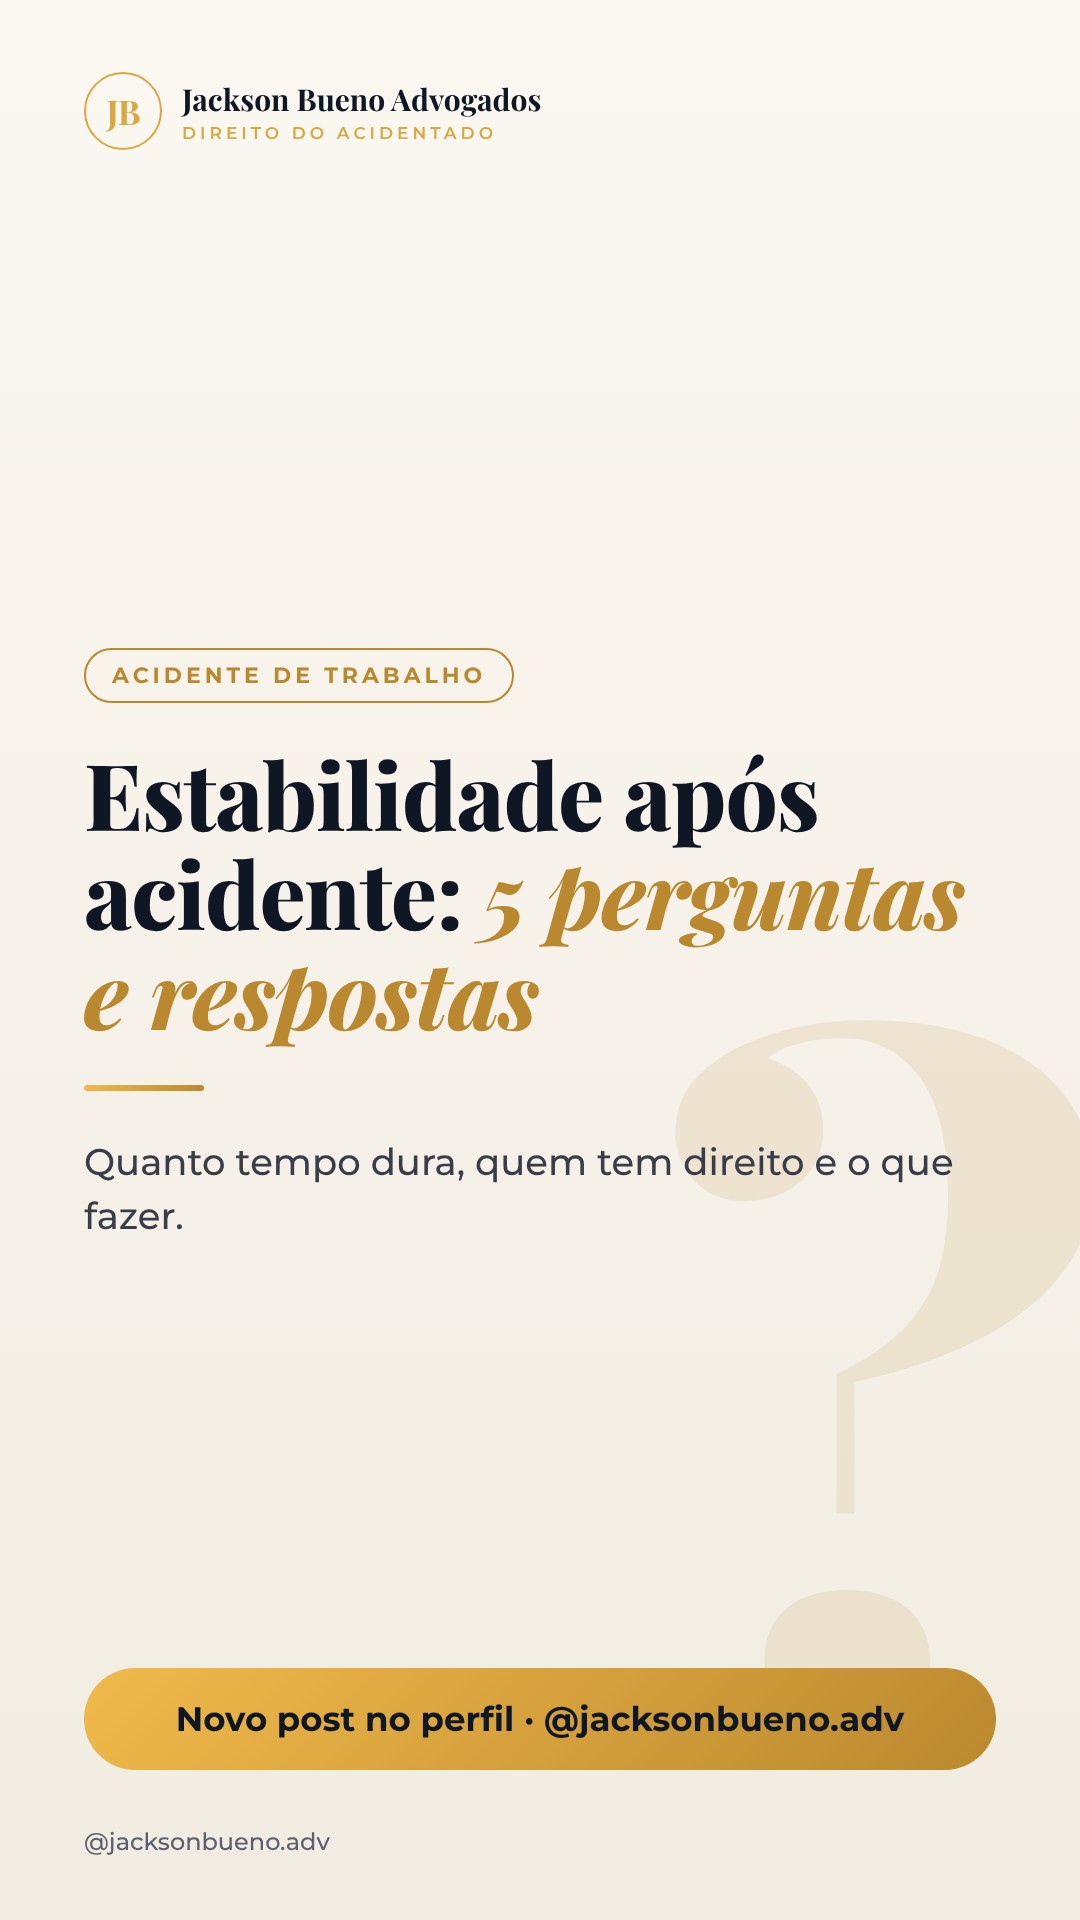 JB
Jackson Bueno Advogados
DIREITO DO ACIDENTADO
ACIDENTE DE TRABALHO
Estabilidade após
acidente: 5 perguntas
e respostas
?
Quanto tempo dura, quem tem direito e o que
fazer.
Novo post no perfil · @jacksonbueno.adv
@jacksonbueno.adv